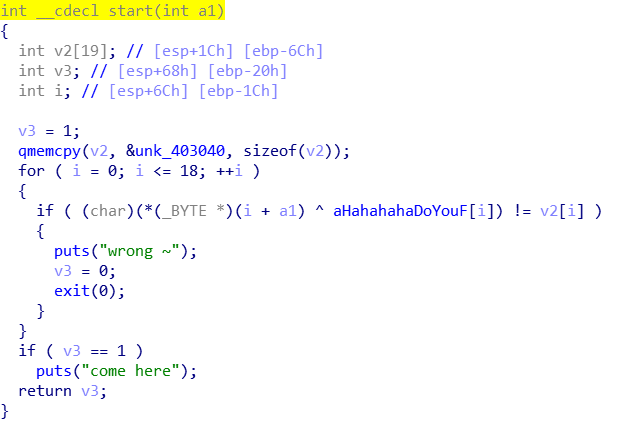 int __cdecl start(int a1)
{
  int v2[19]; // [esp+1Ch] [ebp-6Ch]
  int v3; // [esp+68h] [ebp-20h]
  int i; // [esp+6Ch] [ebp-1Ch]

  v3 = 1;
  qmemcpy(v2, &unk_403040, sizeof(v2));
  for ( i = 0; i <= 18; ++i )
  {
    if ( (char)(*(_BYTE *)(i + a1) ^ aHahahahaDoYouF[i]) != v2[i] )
    {
      puts("wrong ~");
      v3 = 0;
      exit(0);
    }
  }
  if ( v3 == 1 )
    puts("come here");
  return v3;
}